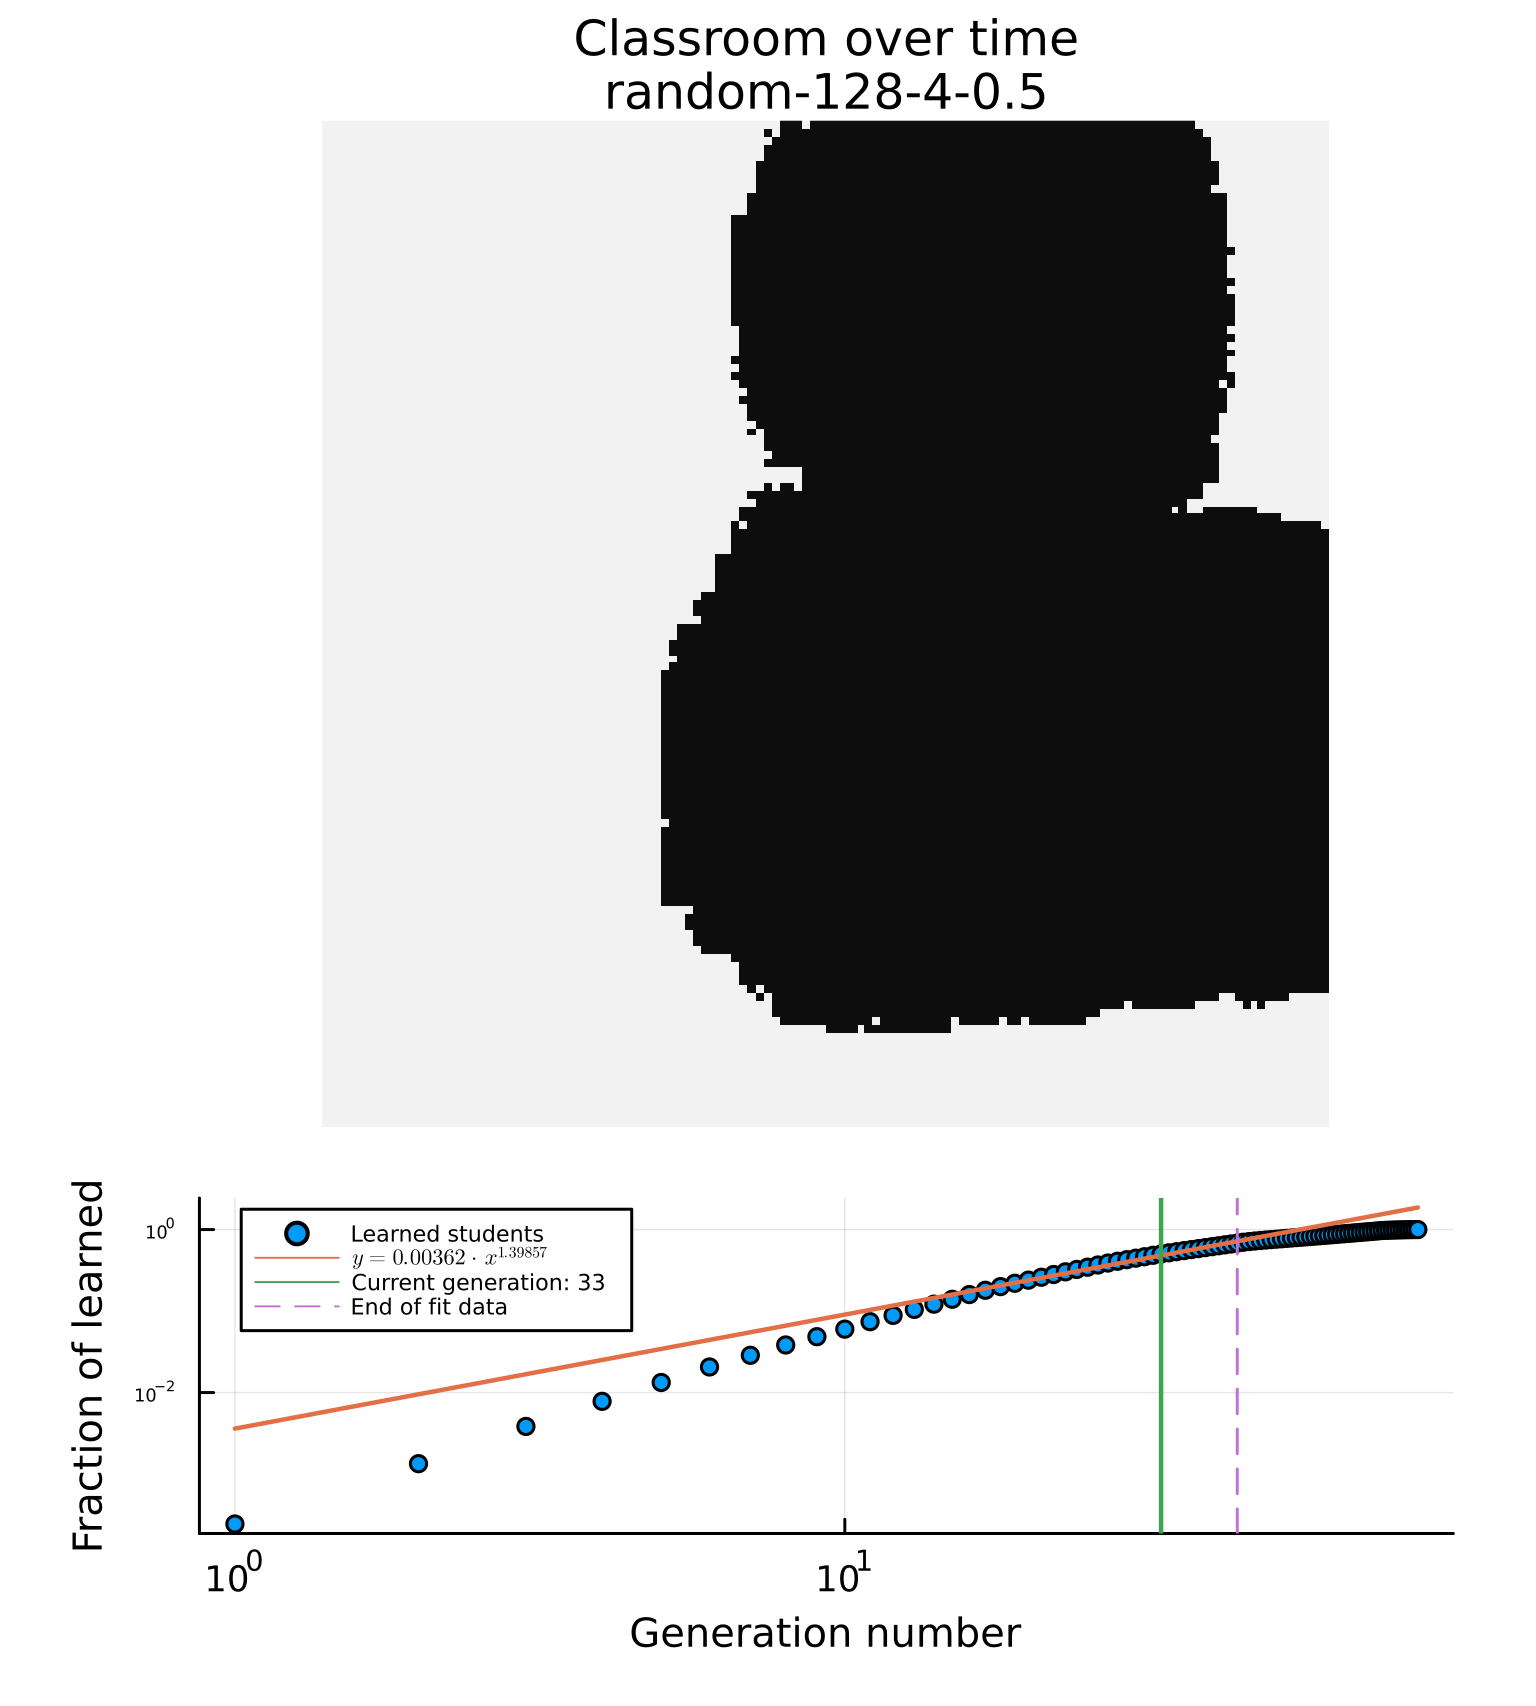 Classroom over time
random-128-4-0.5
Fraction of learned
10^0
10^-2
Learned students
y = 0.00362 · x^1.39857
Current generation: 33
End of fit data
10^0
10^1
Generation number